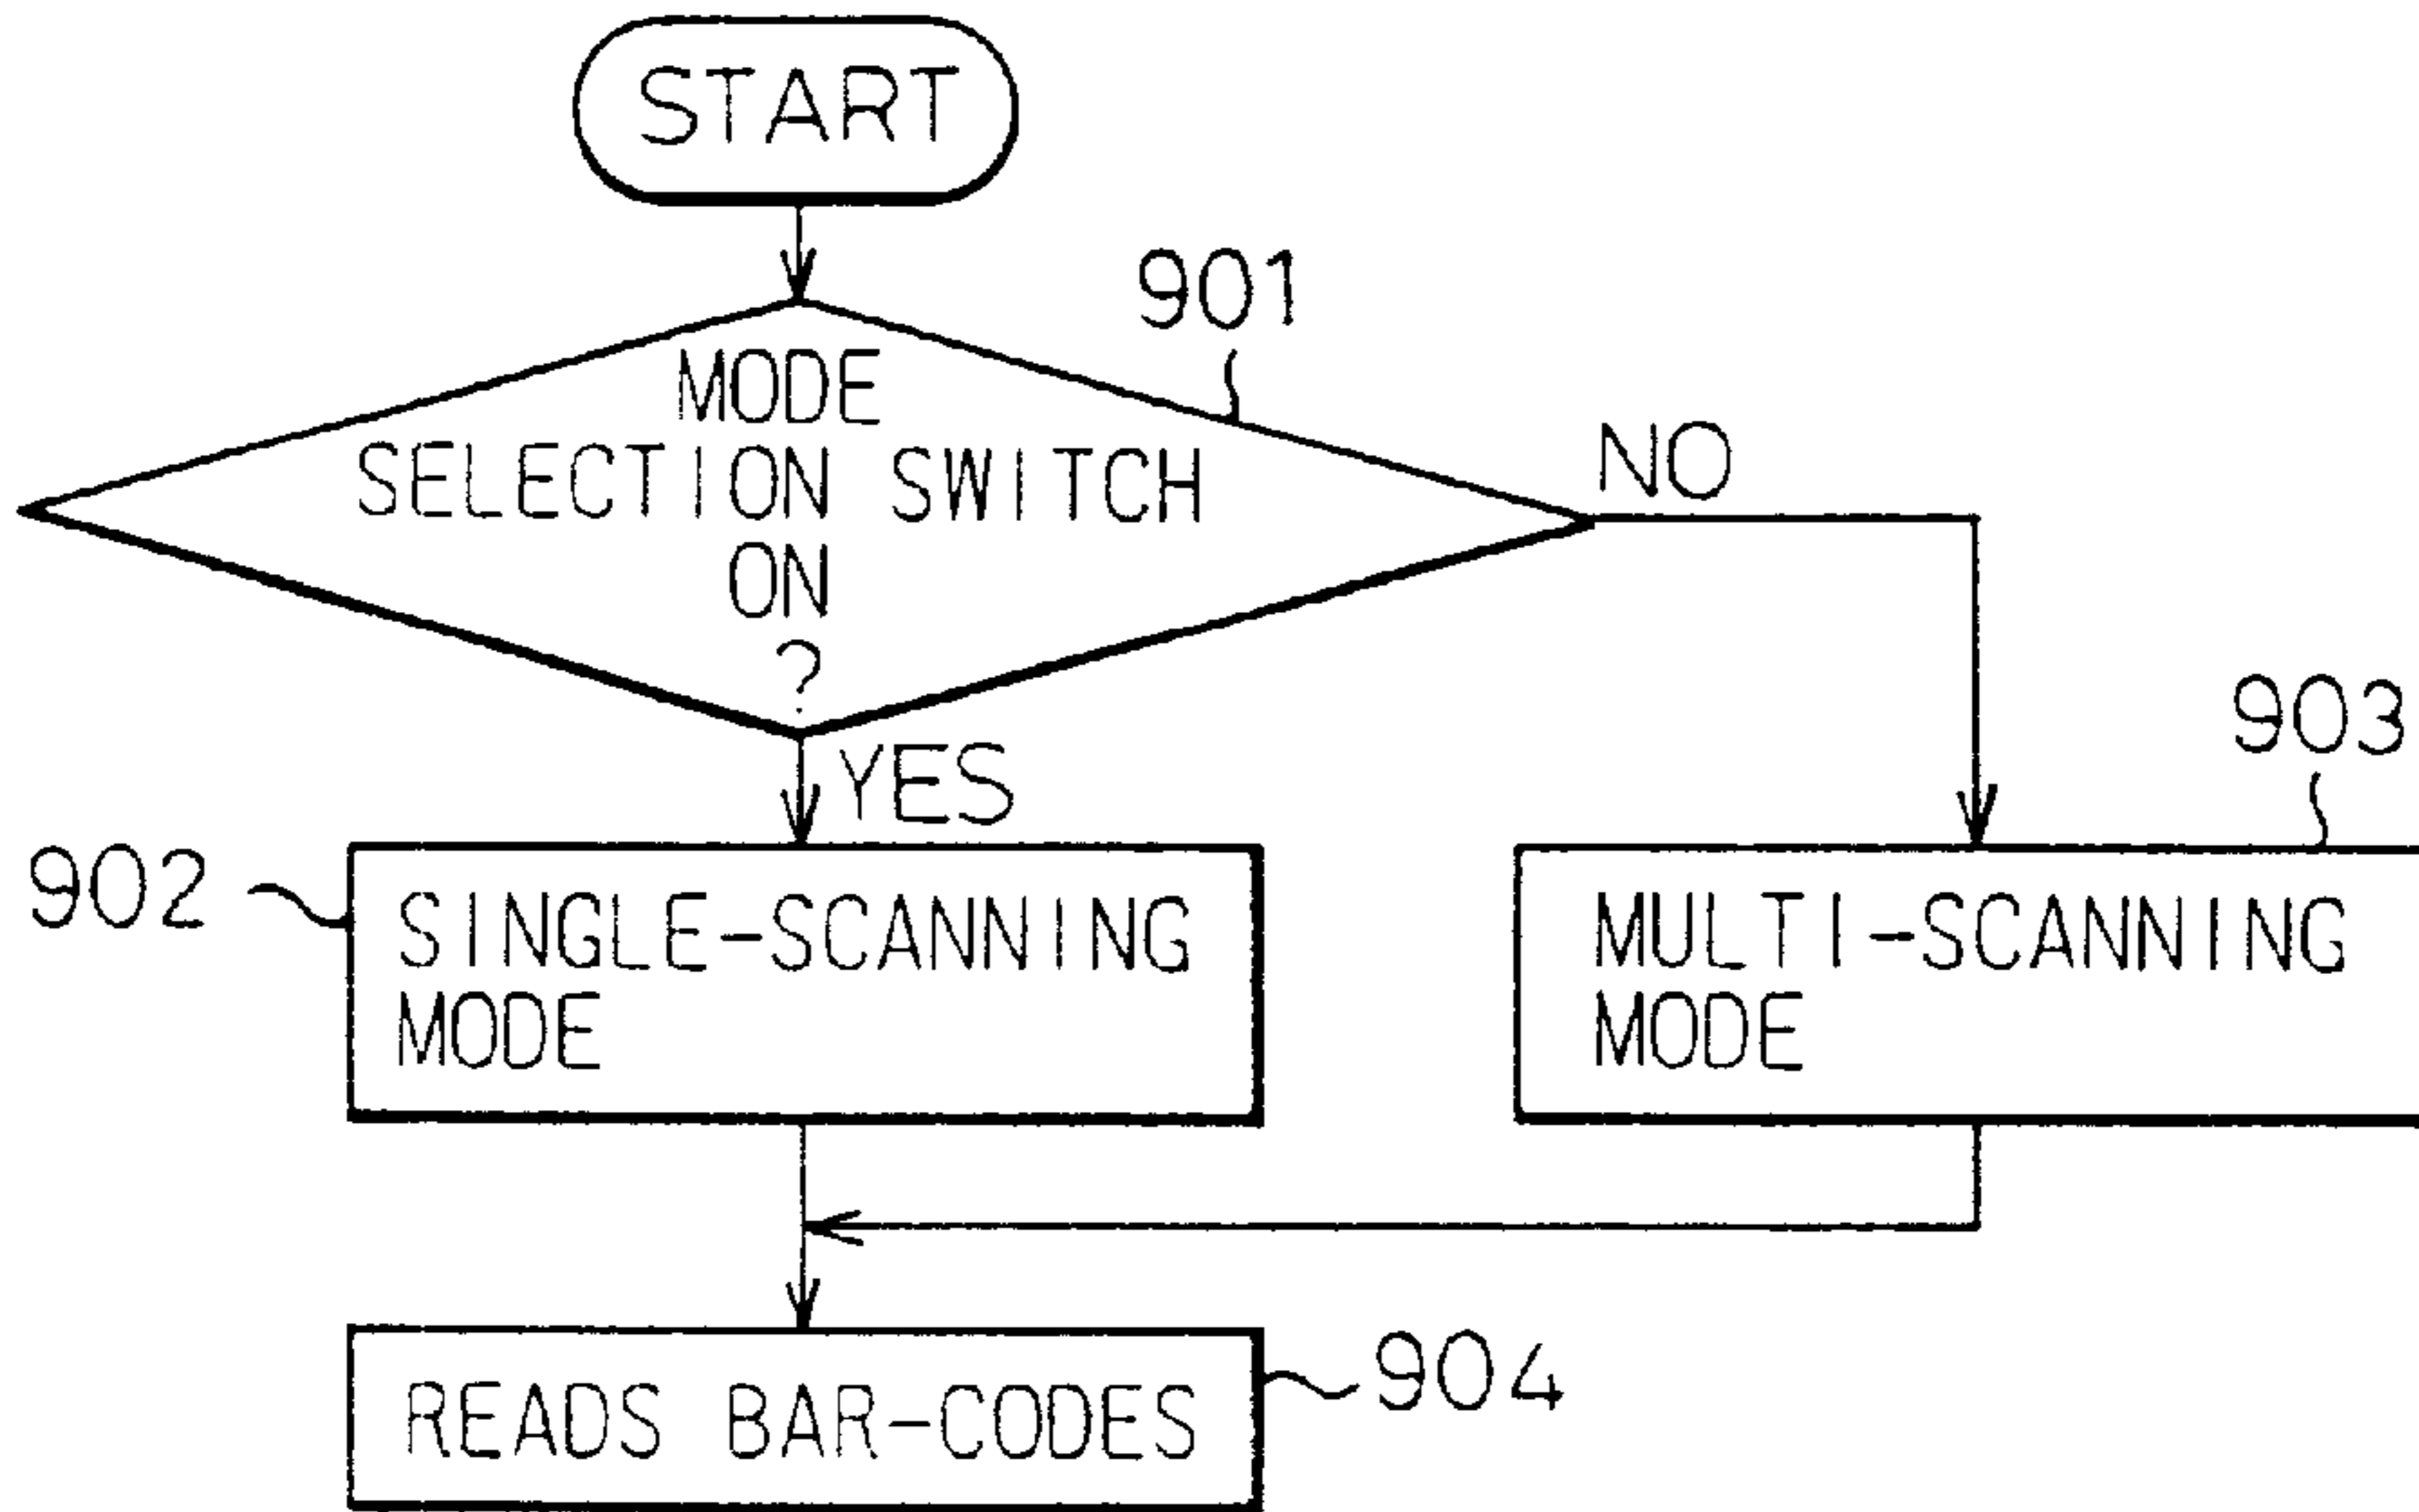 START
901
MODE
SELECTION SWITCH
ON
?
NO
YES
903
902
SINGLE-SCANNING
MODE
MULTI-SCANNING
MODE
READS BAR-CODES
904